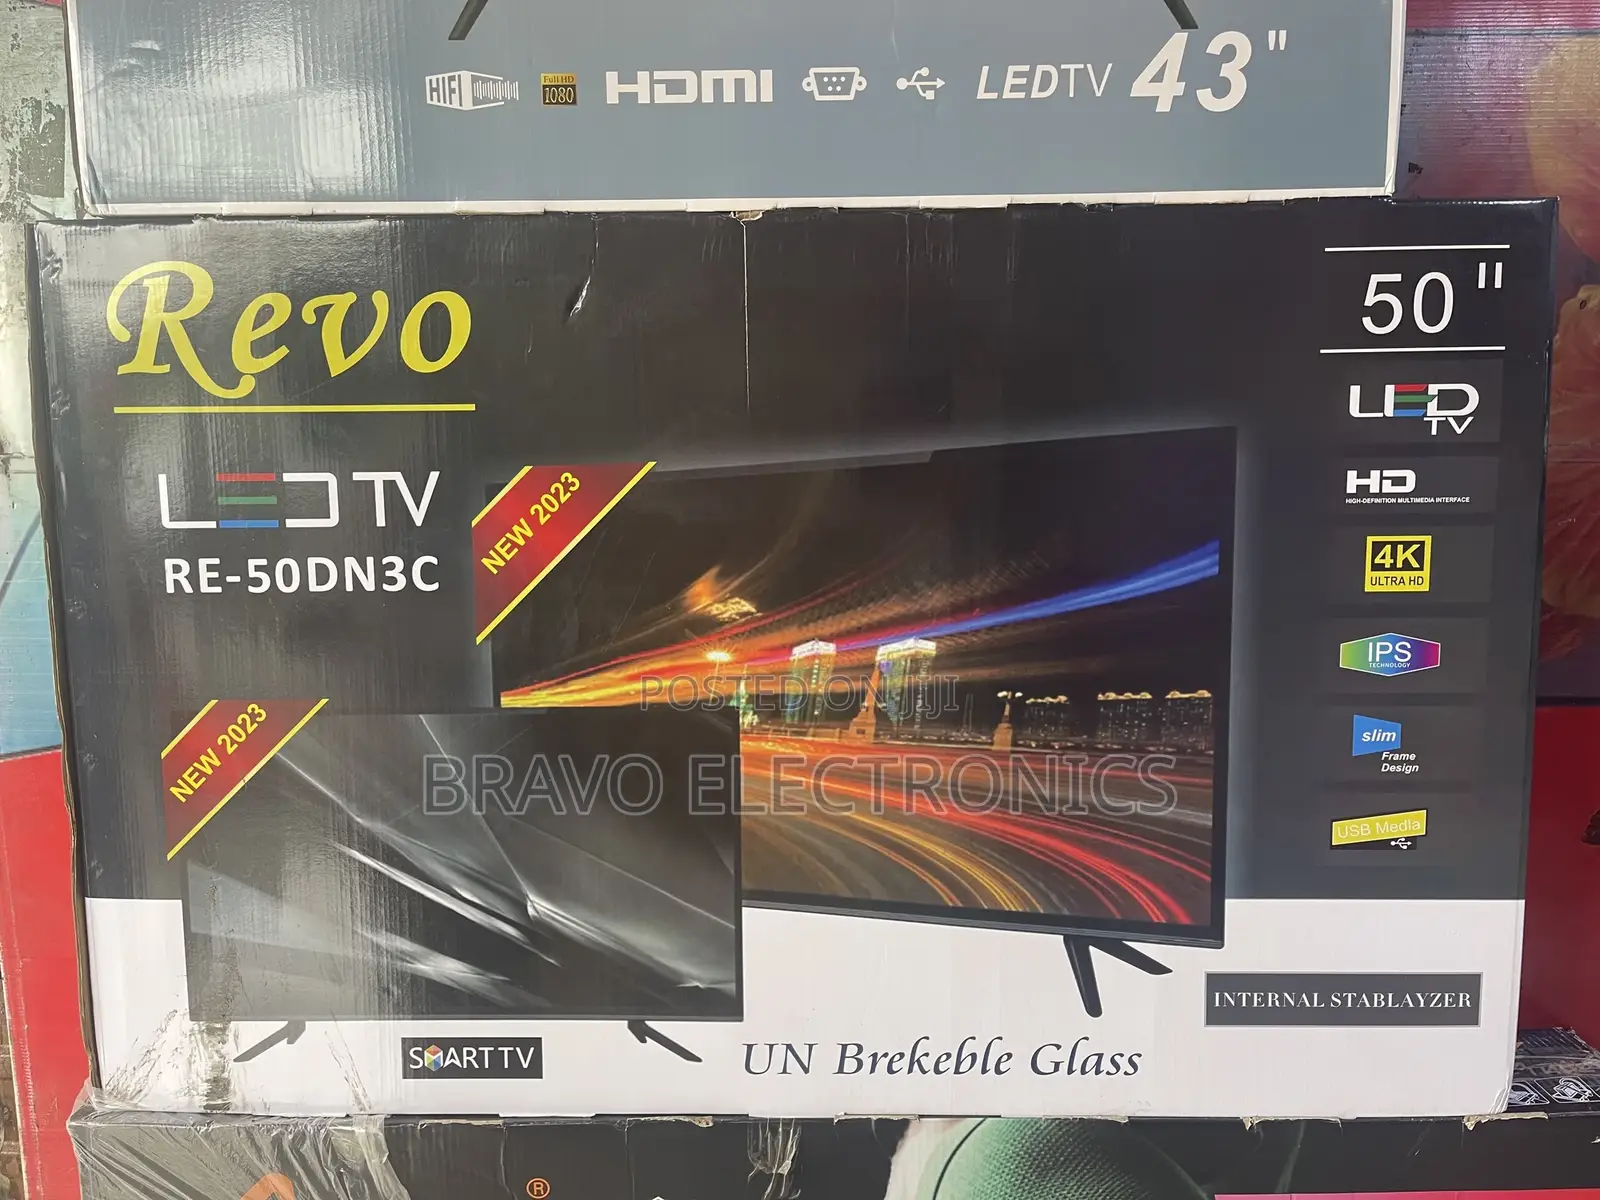 HIFI
Full HD
1080
HDMI
LEDTV 43"
Revo
LED TV
RE-50DN3C
NEW 2023
NEW 2023
50"
LED
TV
HD
HIGH-DEFINITION MULTIMEDIA INTERFACE
4K
ULTRA HD
IPS
TECHNOLOGY
slim
Frame
Design
USB Media
POSTED ON JIJI
BRAVO ELECTRONICS
INTERNAL STABLAYZER
SMART TV
UN Brekeble Glass
®